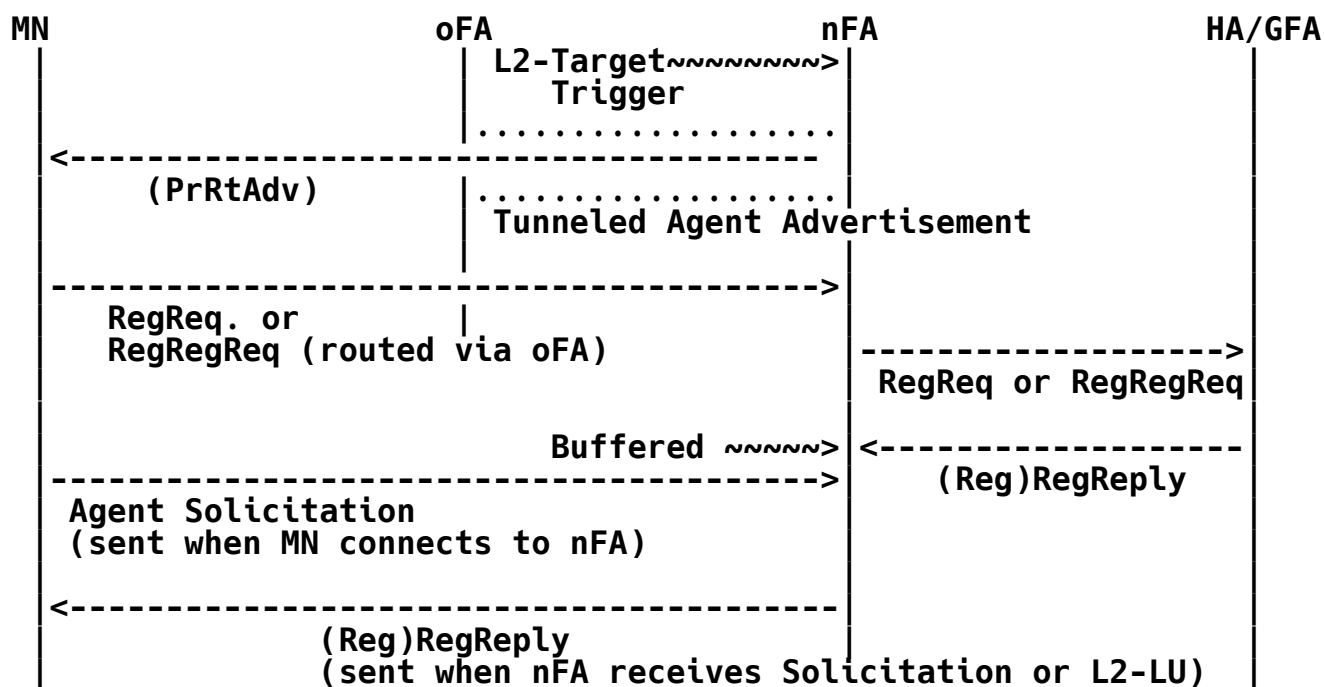 MN oFA nFA HA/GFA
L2-Target~~~~~~~~>
Trigger
...................
<----------------------------------------
(PrRtAdv) ...................
Tunneled Agent Advertisement
---------------------------------------->
RegReq. or
RegRegReq (routed via oFA) ------------------->
RegReq or RegRegReq
Buffered ~~~~~> <--------------------
----------------------------------------> (Reg)RegReply
Agent Solicitation
(sent when MN connects to nFA)
<----------------------------------------
(Reg)RegReply
(sent when nFA receives Solicitation or L2-LU)